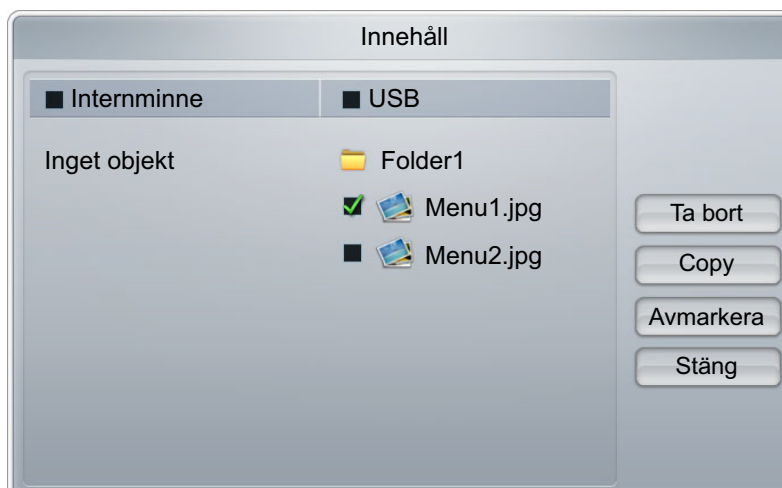 Innehåll
Internminne
USB
Inget objekt
Folder1
Menu1.jpg
Menu2.jpg
Ta bort
Copy
Avmarkera
Stäng